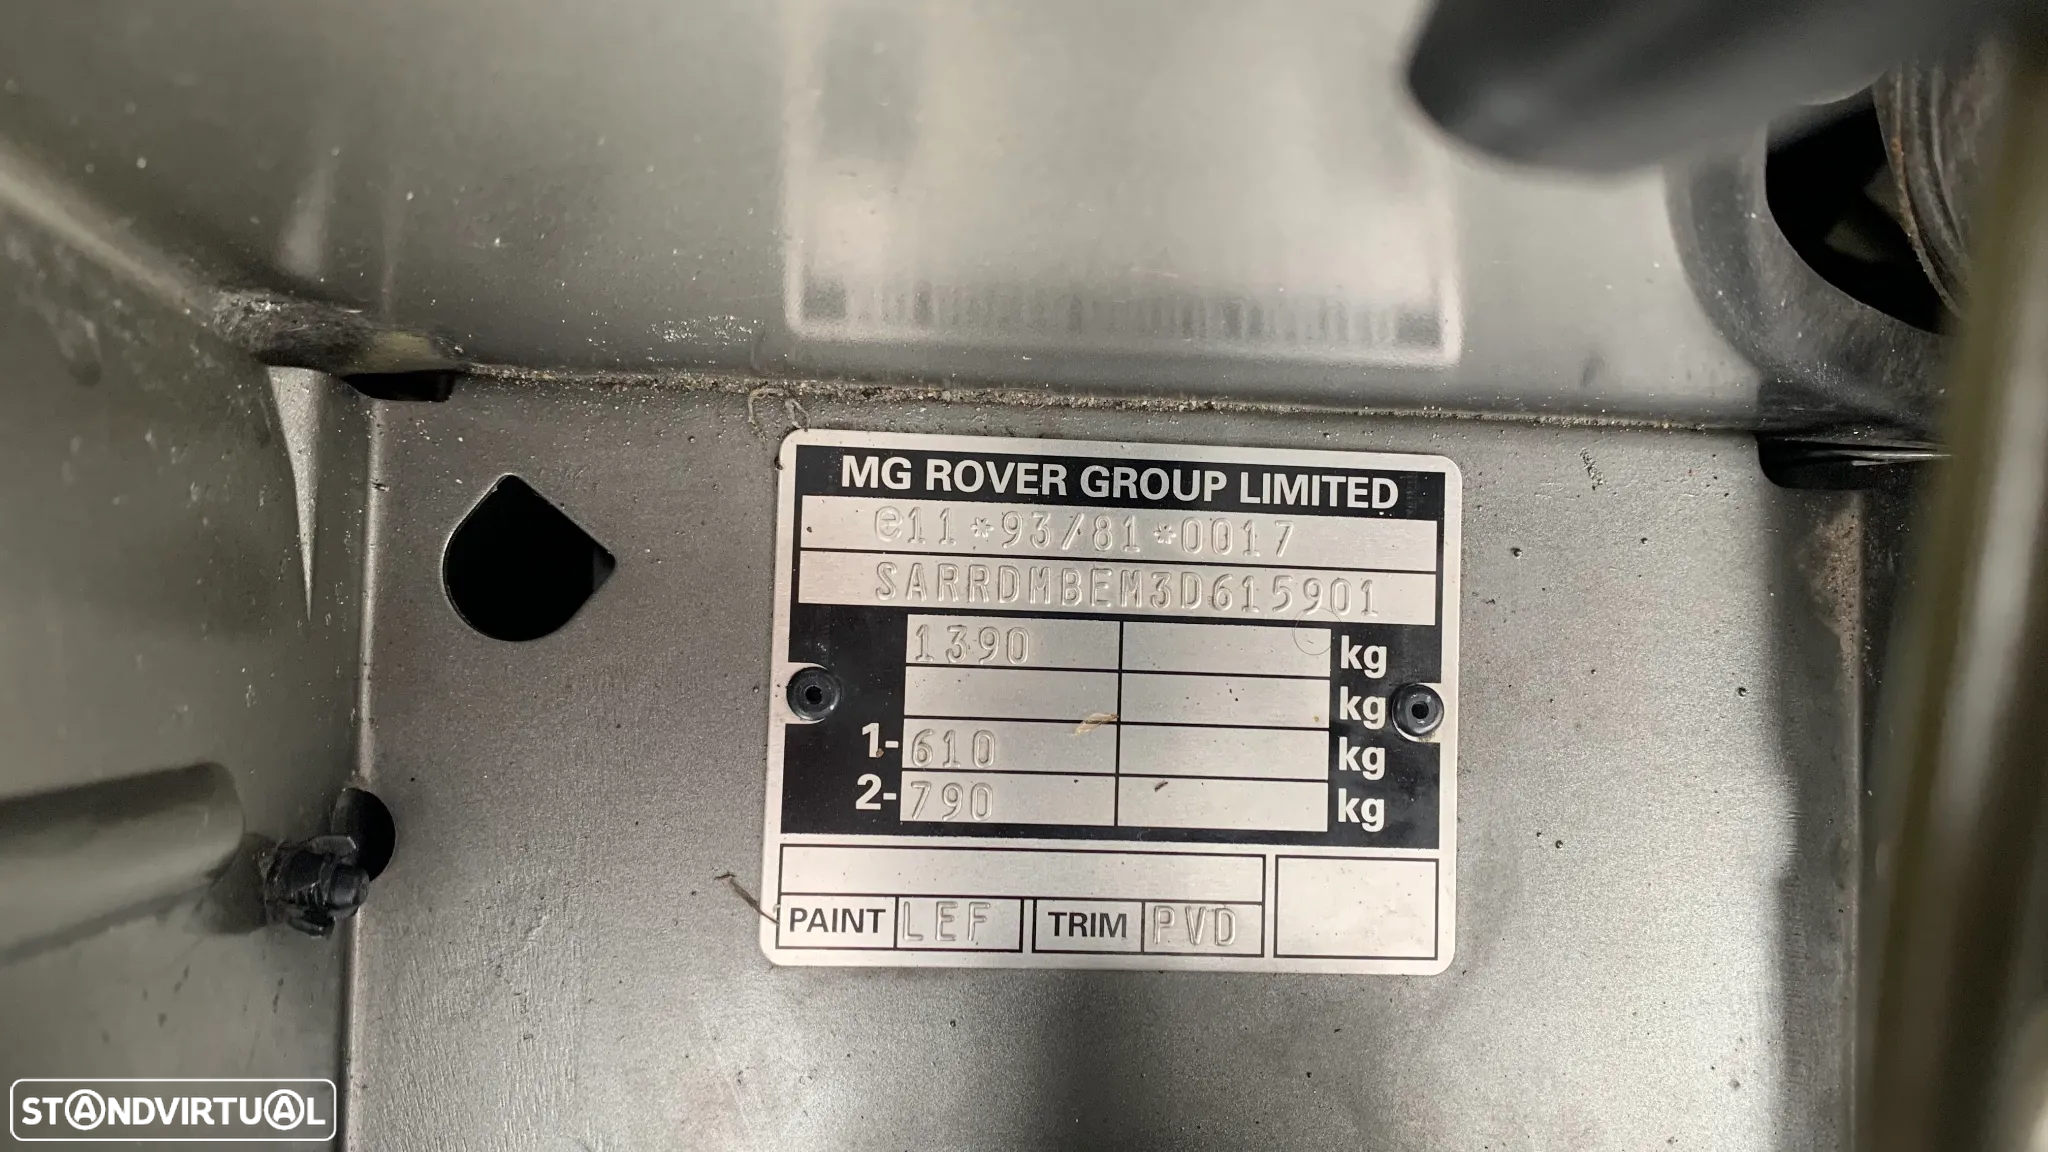 MG ROVER GROUP LIMITED
e11*93/81*0017
SARRDMBEM3D615901
1390 kg
kg
1- 610 kg
2- 790 kg
PAINT LEF TRIM PVD
STANDVIRTUAL